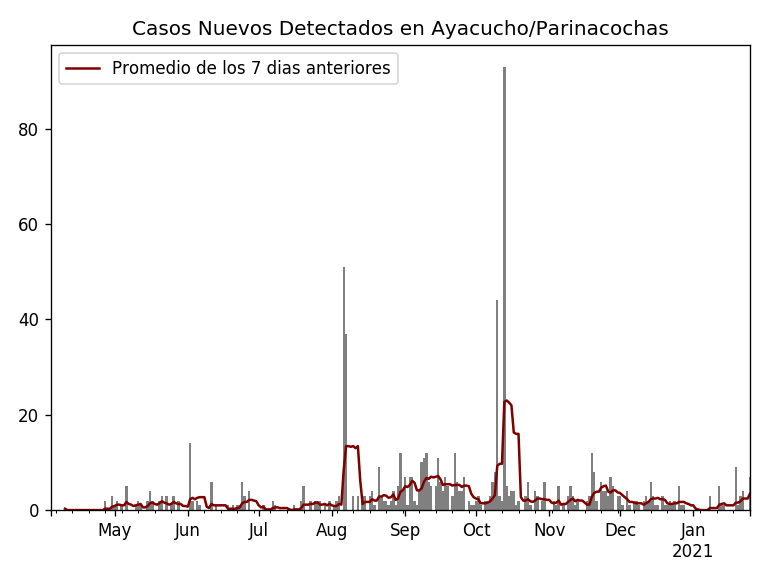 Casos Nuevos Detectados en Ayacucho/Parinacochas
Promedio de los 7 dias anteriores
80
60
40
20
0
May Jun Jul Aug Sep Oct Nov Dec Jan
2021